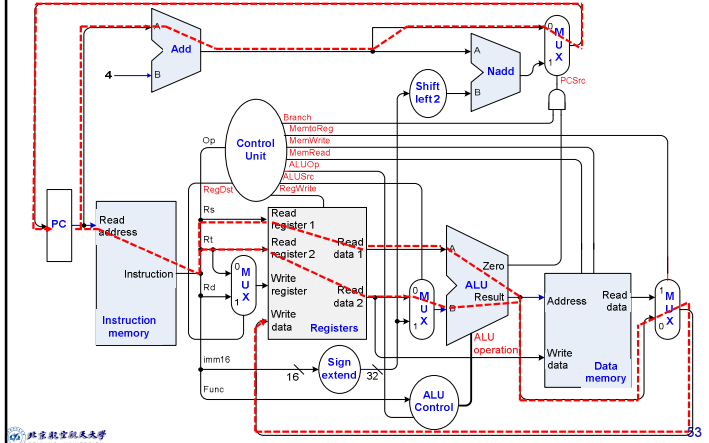 A
Add
4
B
A
Nadd
B
Shift
left 2
0
M
U
X
1
PCSrc
Branch
MemtoReg
MemWrite
MemRead
ALUOp
ALUSrc
RegWrite
Control
Unit
Op
RegDst
PC
Read
address
Instruction
Instruction
memory
Rs
Rt
Rd
0
M
U
X
1
Read
register 1
Read
register 2
Write
register
Write
data
Read
data 1
Read
data 2
Registers
0
M
U
X
1
A
Zero
ALU
Result
B
ALU
operation
Address
Read
data
Write
data
Data
memory
1
M
U
X
0
imm16
16
Sign
extend
32
Func
ALU
Control
北京航空航天大学
53